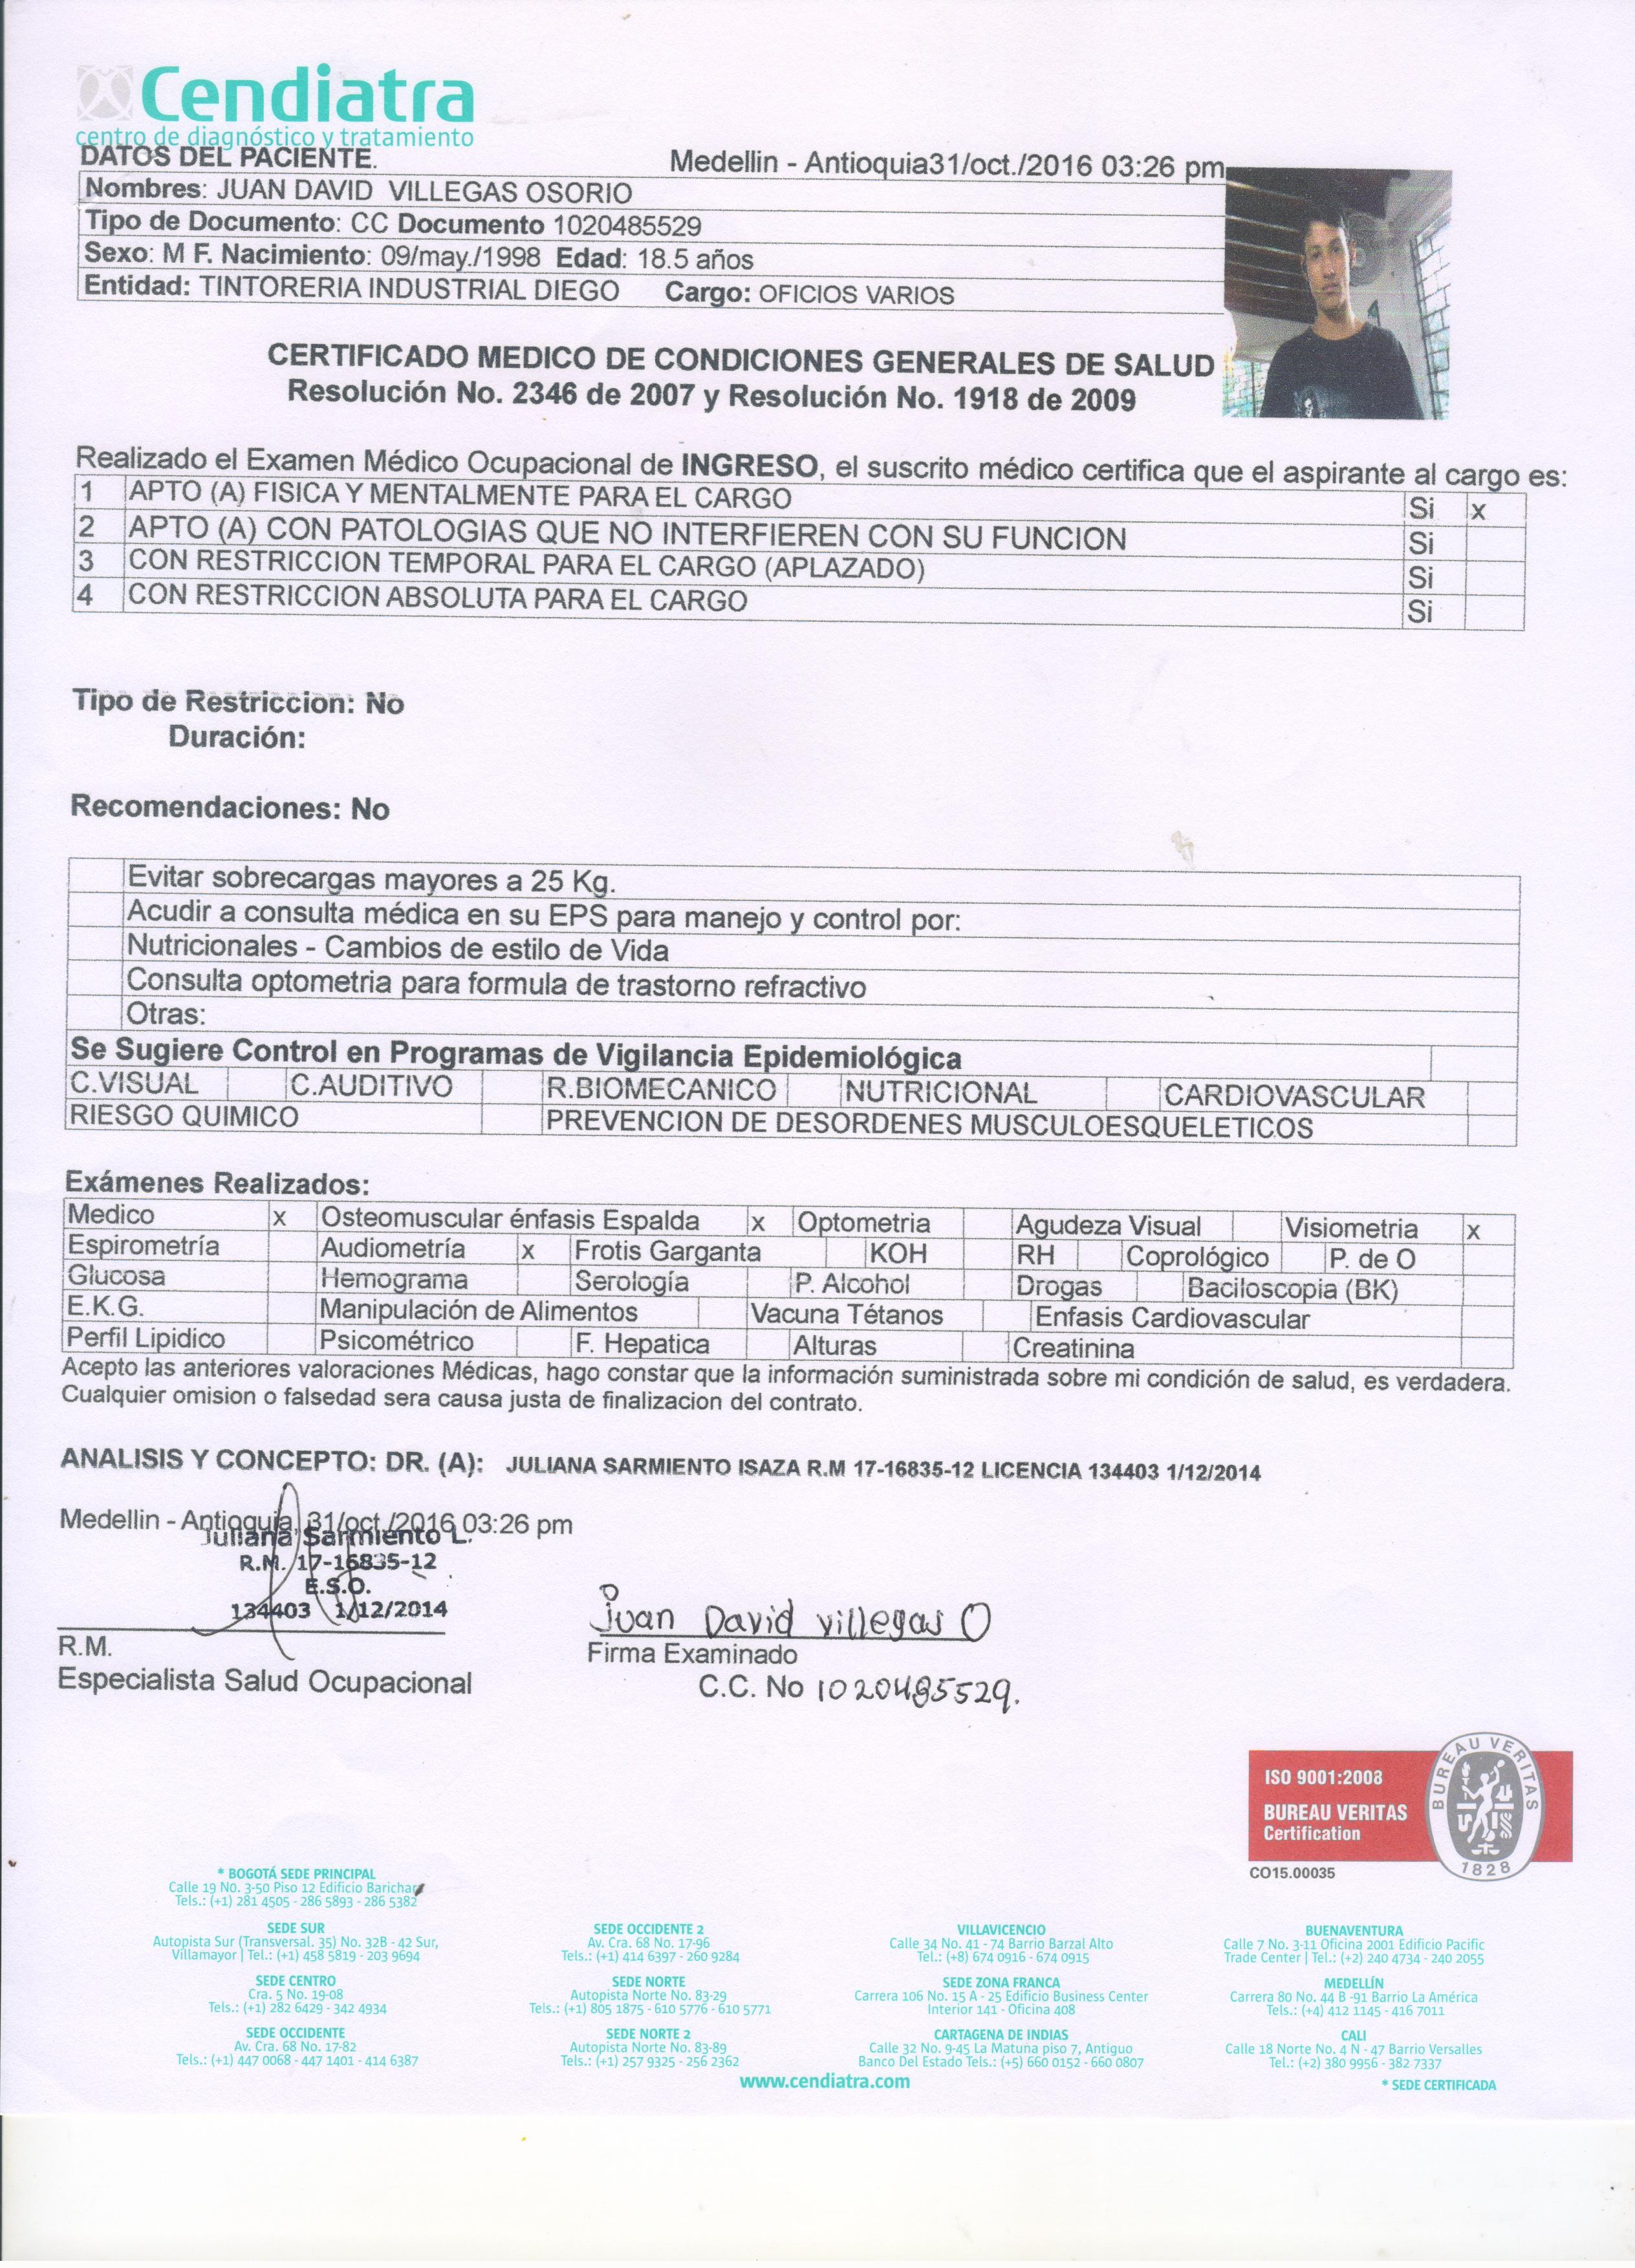 Cendiatra
centro de diagnóstico y tratamiento
DATOS DEL PACIENTE. Medellin - Antioquia31/oct./2016 03:26 pm
Nombres: JUAN DAVID VILLEGAS OSORIO
Tipo de Documento: CC Documento 1020485529
Sexo: M F. Nacimiento: 09/may./1998 Edad: 18.5 años
Entidad: TINTORERIA INDUSTRIAL DIEGO Cargo: OFICIOS VARIOS
CERTIFICADO MEDICO DE CONDICIONES GENERALES DE SALUD
Resolución No. 2346 de 2007 y Resolución No. 1918 de 2009
Realizado el Examen Médico Ocupacional de INGRESO, el suscrito médico certifica que el aspirante al cargo es:
1 APTO (A) FISICA Y MENTALMENTE PARA EL CARGO Si x
2 APTO (A) CON PATOLOGIAS QUE NO INTERFIEREN CON SU FUNCION Si
3 CON RESTRICCION TEMPORAL PARA EL CARGO (APLAZADO) Si
4 CON RESTRICCION ABSOLUTA PARA EL CARGO Si
Tipo de Restriccion: No
Duración:
Recomendaciones: No
Evitar sobrecargas mayores a 25 Kg.
Acudir a consulta médica en su EPS para manejo y control por:
Nutricionales - Cambios de estilo de Vida
Consulta optometria para formula de trastorno refractivo
Otras:
Se Sugiere Control en Programas de Vigilancia Epidemiológica
C.VISUAL C.AUDITIVO R.BIOMECANICO NUTRICIONAL CARDIOVASCULAR
RIESGO QUIMICO PREVENCION DE DESORDENES MUSCULOESQUELETICOS
Exámenes Realizados:
Medico x Osteomuscular énfasis Espalda x Optometria Agudeza Visual Visiometria x
Espirometría Audiometría x Frotis Garganta KOH RH Coprológico P. de O
Glucosa Hemograma Serología P. Alcohol Drogas Baciloscopia (BK)
E.K.G. Manipulación de Alimentos Vacuna Tétanos Enfasis Cardiovascular
Perfil Lipidico Psicométrico F. Hepatica Alturas Creatinina
Acepto las anteriores valoraciones Médicas, hago constar que la información suministrada sobre mi condición de salud, es verdadera.
Cualquier omision o falsedad sera causa justa de finalizacion del contrato.
ANALISIS Y CONCEPTO: DR. (A): JULIANA SARMIENTO ISAZA R.M 17-16835-12 LICENCIA 134403 1/12/2014
Medellin - Antioquia, 31/oct./2016 03:26 pm
Juliana Sarmiento L.
R.M. 17-16835-12
E.S.O.
134403 1/12/2014
R.M.
Especialista Salud Ocupacional
Juan David Villegas O
Firma Examinado
C.C. No 1020485529.
ISO 9001:2008
BUREAU VERITAS
Certification
BUREAU VERITAS
1828
CO15.00035
* BOGOTÁ SEDE PRINCIPAL
Calle 19 No. 3-50 Piso 12 Edificio Barichara
Tels.: (+1) 281 4505 - 286 5893 - 286 5382
SEDE SUR
Autopista Sur (Transversal. 35) No. 32B - 42 Sur,
Villamayor | Tel.: (+1) 458 5819 - 203 9694
SEDE CENTRO
Cra. 5 No. 19-08
Tels.: (+1) 282 6429 - 342 4934
SEDE OCCIDENTE
Av. Cra. 68 No. 17-82
Tels.: (+1) 447 0068 - 447 1401 - 414 6387
SEDE OCCIDENTE 2
Av. Cra. 68 No. 17-96
Tels.: (+1) 414 6397 - 260 9284
SEDE NORTE
Autopista Norte No. 83-29
Tels.: (+1) 805 1875 - 610 5776 - 610 5771
SEDE NORTE 2
Autopista Norte No. 83-89
Tels.: (+1) 257 9325 - 256 2362
VILLAVICENCIO
Calle 34 No. 41 - 74 Barrio Barzal Alto
Tel.: (+8) 674 0916 - 674 0915
SEDE ZONA FRANCA
Carrera 106 No. 15 A - 25 Edificio Business Center
Interior 141 - Oficina 408
CARTAGENA DE INDIAS
Calle 32 No. 9-45 La Matuna piso 7, Antiguo
Banco Del Estado Tels.: (+5) 660 0152 - 660 0807
BUENAVENTURA
Calle 7 No. 3-11 Oficina 2001 Edificio Pacific
Trade Center | Tel.: (+2) 240 4734 - 240 2055
MEDELLÍN
Carrera 80 No. 44 B -91 Barrio La América
Tels.: (+4) 412 1145 - 416 7011
CALI
Calle 18 Norte No. 4 N - 47 Barrio Versalles
Tel.: (+2) 380 9956 - 382 7337
www.cendiatra.com
* SEDE CERTIFICADA